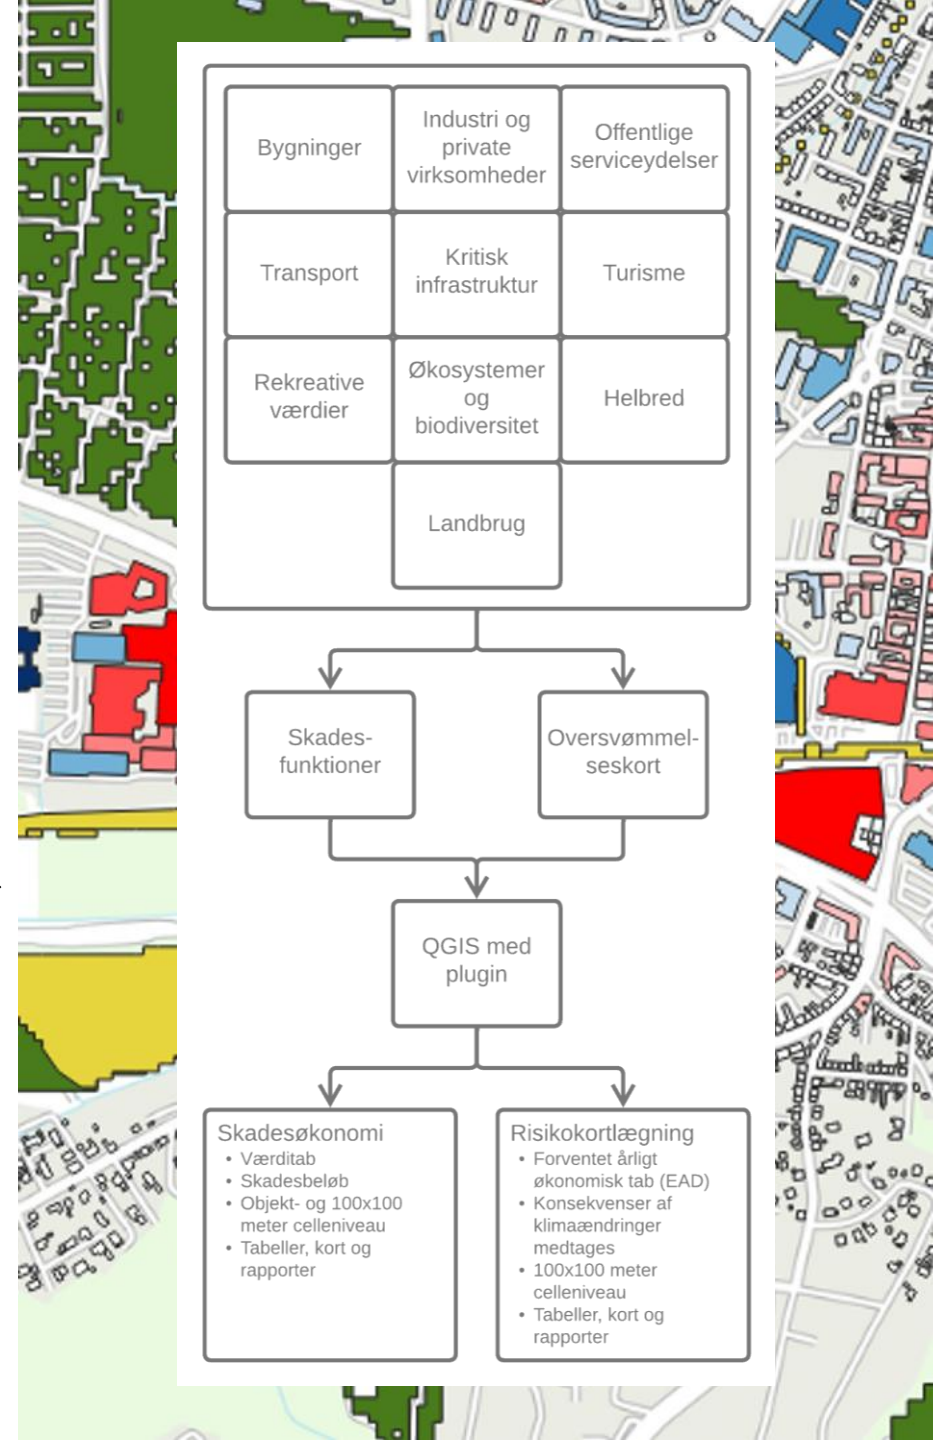 Bygninger
Industri og
private
virksomheder
Offentlige
serviceydelser
Transport
Kritisk
infrastruktur
Turisme
Rekreative
værdier
Økosystemer
og
biodiversitet
Helbred
Landbrug
Skades-
funktioner
Oversvømmel-
seskort
QGIS med
plugin
Skadesøkonomi
• Værditab
• Skadesbeløb
• Objekt- og 100x100
meter celleniveau
• Tabeller, kort og
rapporter
Risikokortlægning
• Forventet årligt
økonomisk tab (EAD)
• Konsekvenser af
klimaændringer
medtages
• 100x100 meter
celleniveau
• Tabeller, kort og
rapporter